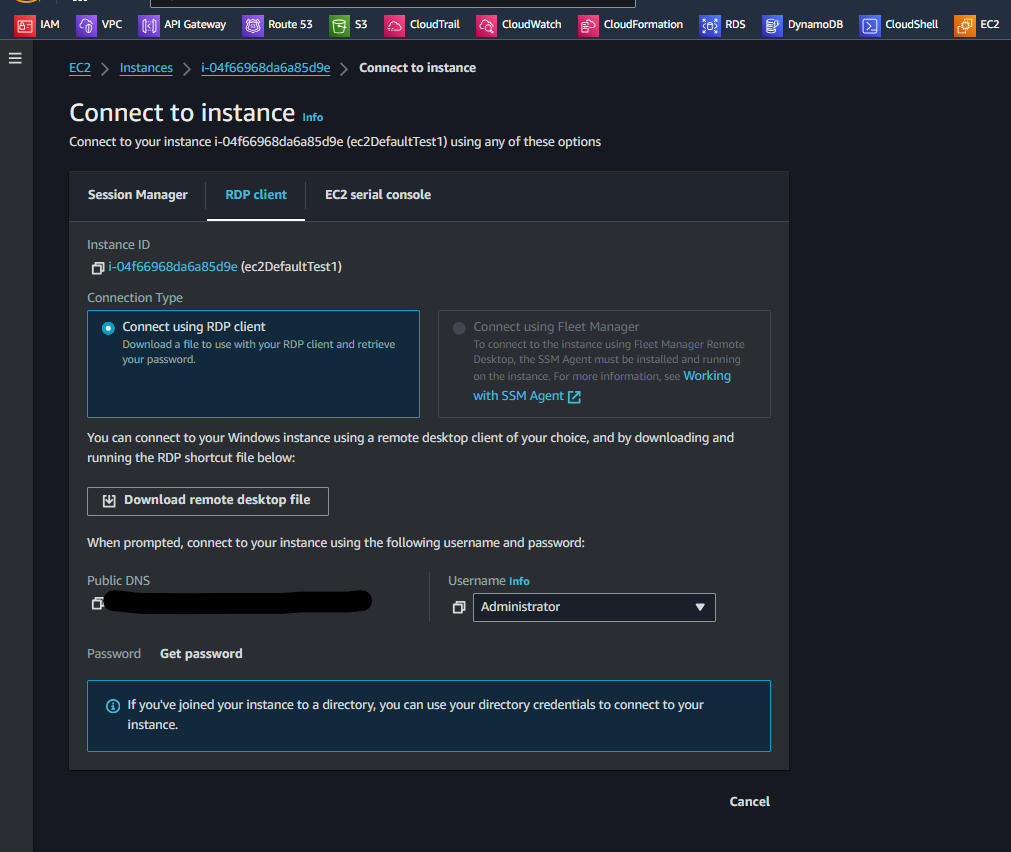 IAM VPC API Gateway Route 53 S3 CloudTrail CloudWatch CloudFormation RDS DynamoDB CloudShell EC2
EC2 > Instances > i-04f66968da6a85d9e > Connect to instance
Connect to instance Info
Connect to your instance i-04f66968da6a85d9e (ec2DefaultTest1) using any of these options
Session Manager RDP client EC2 serial console
Instance ID
i-04f66968da6a85d9e (ec2DefaultTest1)
Connection Type
Connect using RDP client
Download a file to use with your RDP client and retrieve
your password.
Connect using Fleet Manager
To connect to the instance using Fleet Manager Remote
Desktop, the SSM Agent must be installed and running
on the instance. For more information, see Working
with SSM Agent
You can connect to your Windows instance using a remote desktop client of your choice, and by downloading and
running the RDP shortcut file below:
Download remote desktop file
When prompted, connect to your instance using the following username and password:
Public DNS
Username Info
Administrator
Password Get password
If you've joined your instance to a directory, you can use your directory credentials to connect to your
instance.
Cancel